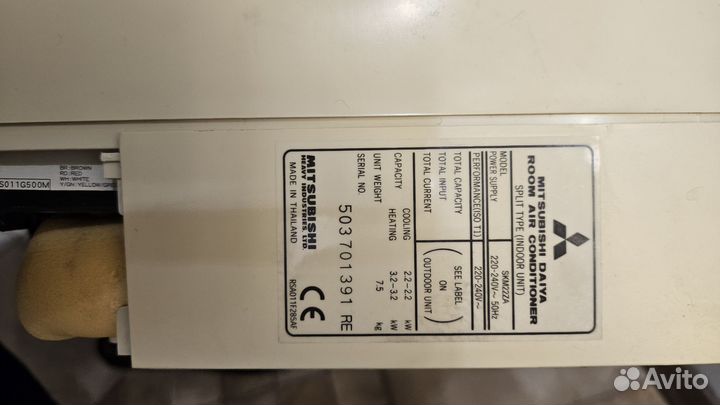 MITSUBISHI DAIYA
ROOM AIR CONDITIONER
SPLIT TYPE (INDOOR UNIT)
MODEL SKM22ZA
POWER SUPPLY 220-240V~ 50Hz
PERFORMANCE(ISO T1) 220-240V~
TOTAL CAPACITY
TOTAL INPUT
TOTAL CURRENT
( SEE LABEL
ON
OUTDOOR UNIT )
COOLING 2.2-2.2 kW
CAPACITY
HEATING 3.2-3.2 kW
UNIT WEIGHT 7.5 kg
SERIAL NO. 503701391 RE
MITSUBISHI
HEAVY INDUSTRIES, LTD.
MADE IN THAILAND
CE
RSA011F285AF
BR:BROWN
RD:RED
WH:WHITE
Y/GN:YELLOW/GRE
S011G500M
Avito